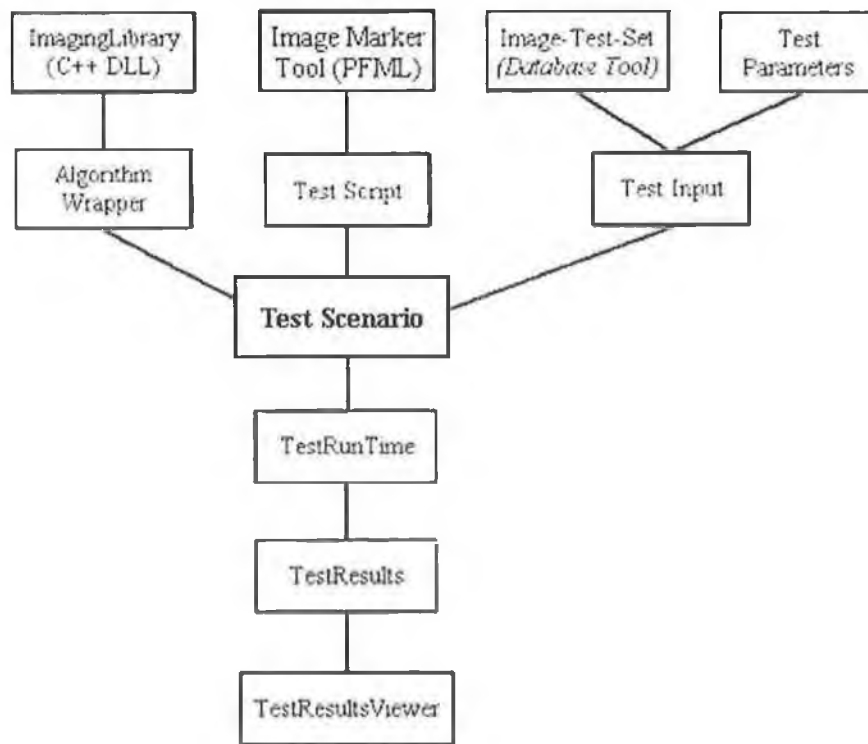 ImagingLibrary
(C++ DLL)
Image Marker
Tool (PFML)
Image-Test-Set
(Database Tool)
Test
Parameters
Algorithm
Wrapper
Test Script
Test Input
Test Scenario
TestRunTime
TestResults
TestResultsViewer